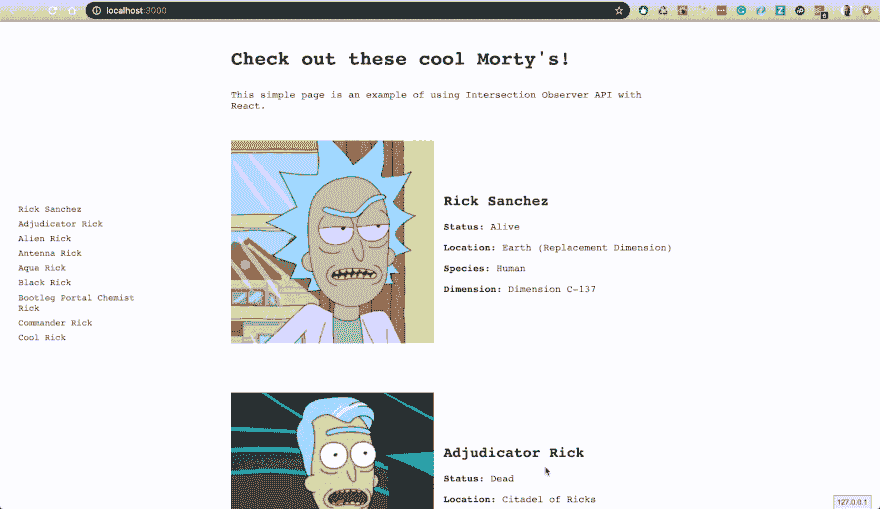 localhost:3000
Check out these cool Morty's!
This simple page is an example of using Intersection Observer API with
React.
Rick Sanchez
Adjudicator Rick
Alien Rick
Antenna Rick
Aqua Rick
Black Rick
Bootleg Portal Chemist
Rick
Commander Rick
Cool Rick
Rick Sanchez
Status: Alive
Location: Earth (Replacement Dimension)
Species: Human
Dimension: Dimension C-137
Adjudicator Rick
Status: Dead
Location: Citadel of Ricks
127.0.0.1